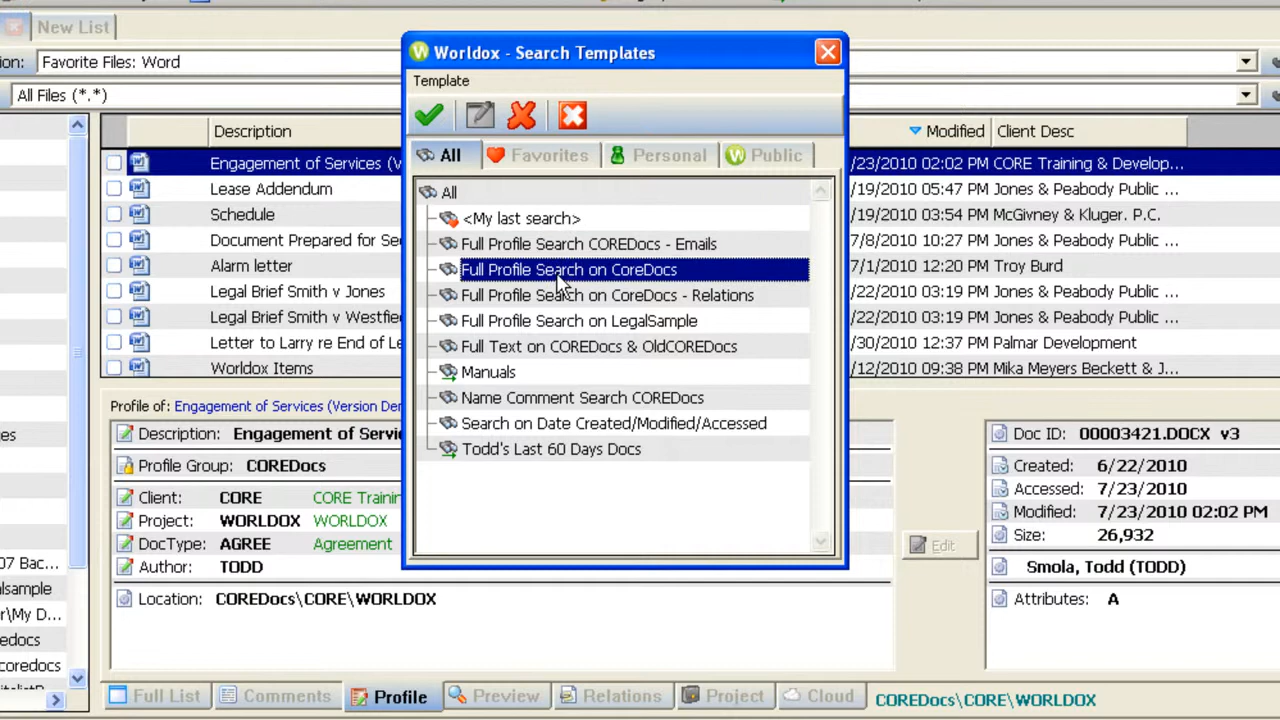 New List
Worldox - Search Templates
ion: Favorite Files: Word
Template
All Files (*.*)
All Favorites Personal Public
Description Modified Client Desc
Engagement of Services (v /23/2010 02:02 PM CORE Training & Develop...
Lease Addendum /19/2010 05:47 PM Jones & Peabody Public ...
Schedule /19/2010 03:54 PM McGivney & Kluger. P.C.
Document Prepared for Se 7/8/2010 10:27 PM Jones & Peabody Public ...
Alarm letter 7/1/2010 12:20 PM Troy Burd
Legal Brief Smith v Jones /22/2010 03:19 PM Jones & Peabody Public ...
Legal Brief Smith v Westfie /22/2010 03:19 PM Jones & Peabody Public ...
Letter to Larry re End of Le /30/2010 12:37 PM Palmar Development
Worldox Items /12/2010 09:38 PM Mika Meyers Beckett & J...
All
<My last search>
Full Profile Search COREDocs - Emails
Full Profile Search on CoreDocs
Full Profile Search on CoreDocs - Relations
Full Profile Search on LegalSample
Full Text on COREDocs & OldCOREDocs
Manuals
Name Comment Search COREDocs
Search on Date Created/Modified/Accessed
Todd's Last 60 Days Docs
Profile of: Engagement of Services (Version Der
Description: Engagement of Servic
Profile Group: COREDocs
Client: CORE CORE Training
Project: WORLDOX WORLDOX
DocType: AGREE Agreement
Author: TODD
Location: COREDocs\CORE\WORLDOX
Edit
Doc ID: 00003421.DOCX v3
Created: 6/22/2010
Accessed: 7/23/2010
Modified: 7/23/2010 02:02 PM
Size: 26,932
Smola, Todd (TODD)
Attributes: A
es
07 Bac...
alsample
r\My D...
edocs
coredocs
Full List Comments Profile Preview Relations Project Cloud COREDocs\CORE\WORLDOX